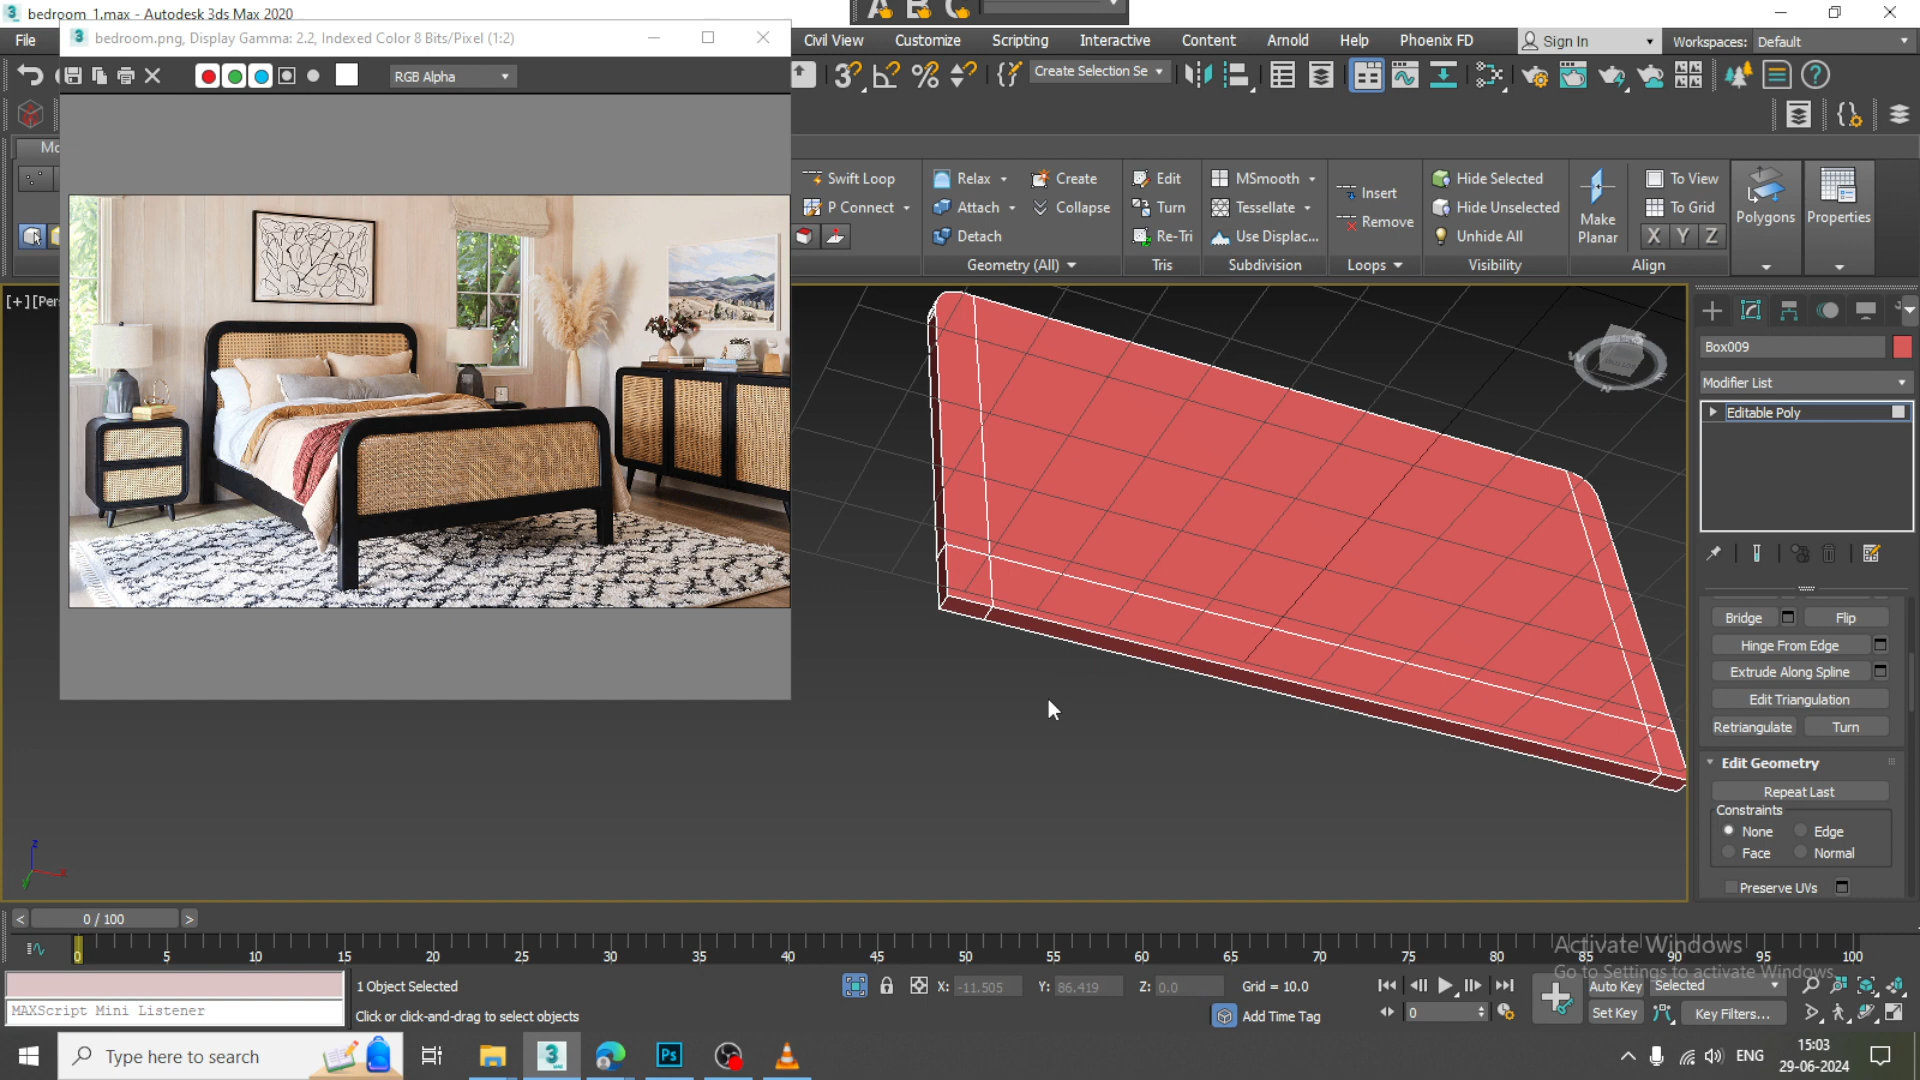 bedroom_1.max - Autodesk 3ds Max 2020
bedroom.png, Display Gamma: 2.2, Indexed Color 8 Bits/Pixel (1:2)
File
Civil View
Customize
Scripting
Interactive
Content
Arnold
Help
Phoenix FD
Sign In
Workspaces: Default
RGB Alpha
Create Selection Se
Mo
Swift Loop
Relax
Create
Edit
MSmooth
Insert
Hide Selected
To View
P Connect
Attach
Collapse
Turn
Tessellate
Remove
Hide Unselected
Make
Planar
To Grid
Polygons
Properties
Detach
Re-Tri
Use Displac...
Unhide All
X Y Z
Geometry (All)
Tris
Subdivision
Loops
Visibility
Align
[+][Per
Box009
Modifier List
Editable Poly
Bridge
Flip
Hinge From Edge
Extrude Along Spline
Edit Triangulation
Retriangulate
Turn
Edit Geometry
Repeat Last
Constraints
None
Edge
Face
Normal
Preserve UVs
z
x
y
< 0 / 100 >
0 5 10 15 20 25 30 35 40 45 50 55 60 65 70 75 80 85 90 95 100
Activate Windows
Go to Settings to activate Windows.
1 Object Selected
X: -11.505
Y: 86.419
Z: 0.0
Grid = 10.0
Auto Key
Selected
MAXScript Mini Listener
Click or click-and-drag to select objects
Add Time Tag
0
Set Key
Key Filters...
Type here to search
Ps
ENG
15:03
29-06-2024